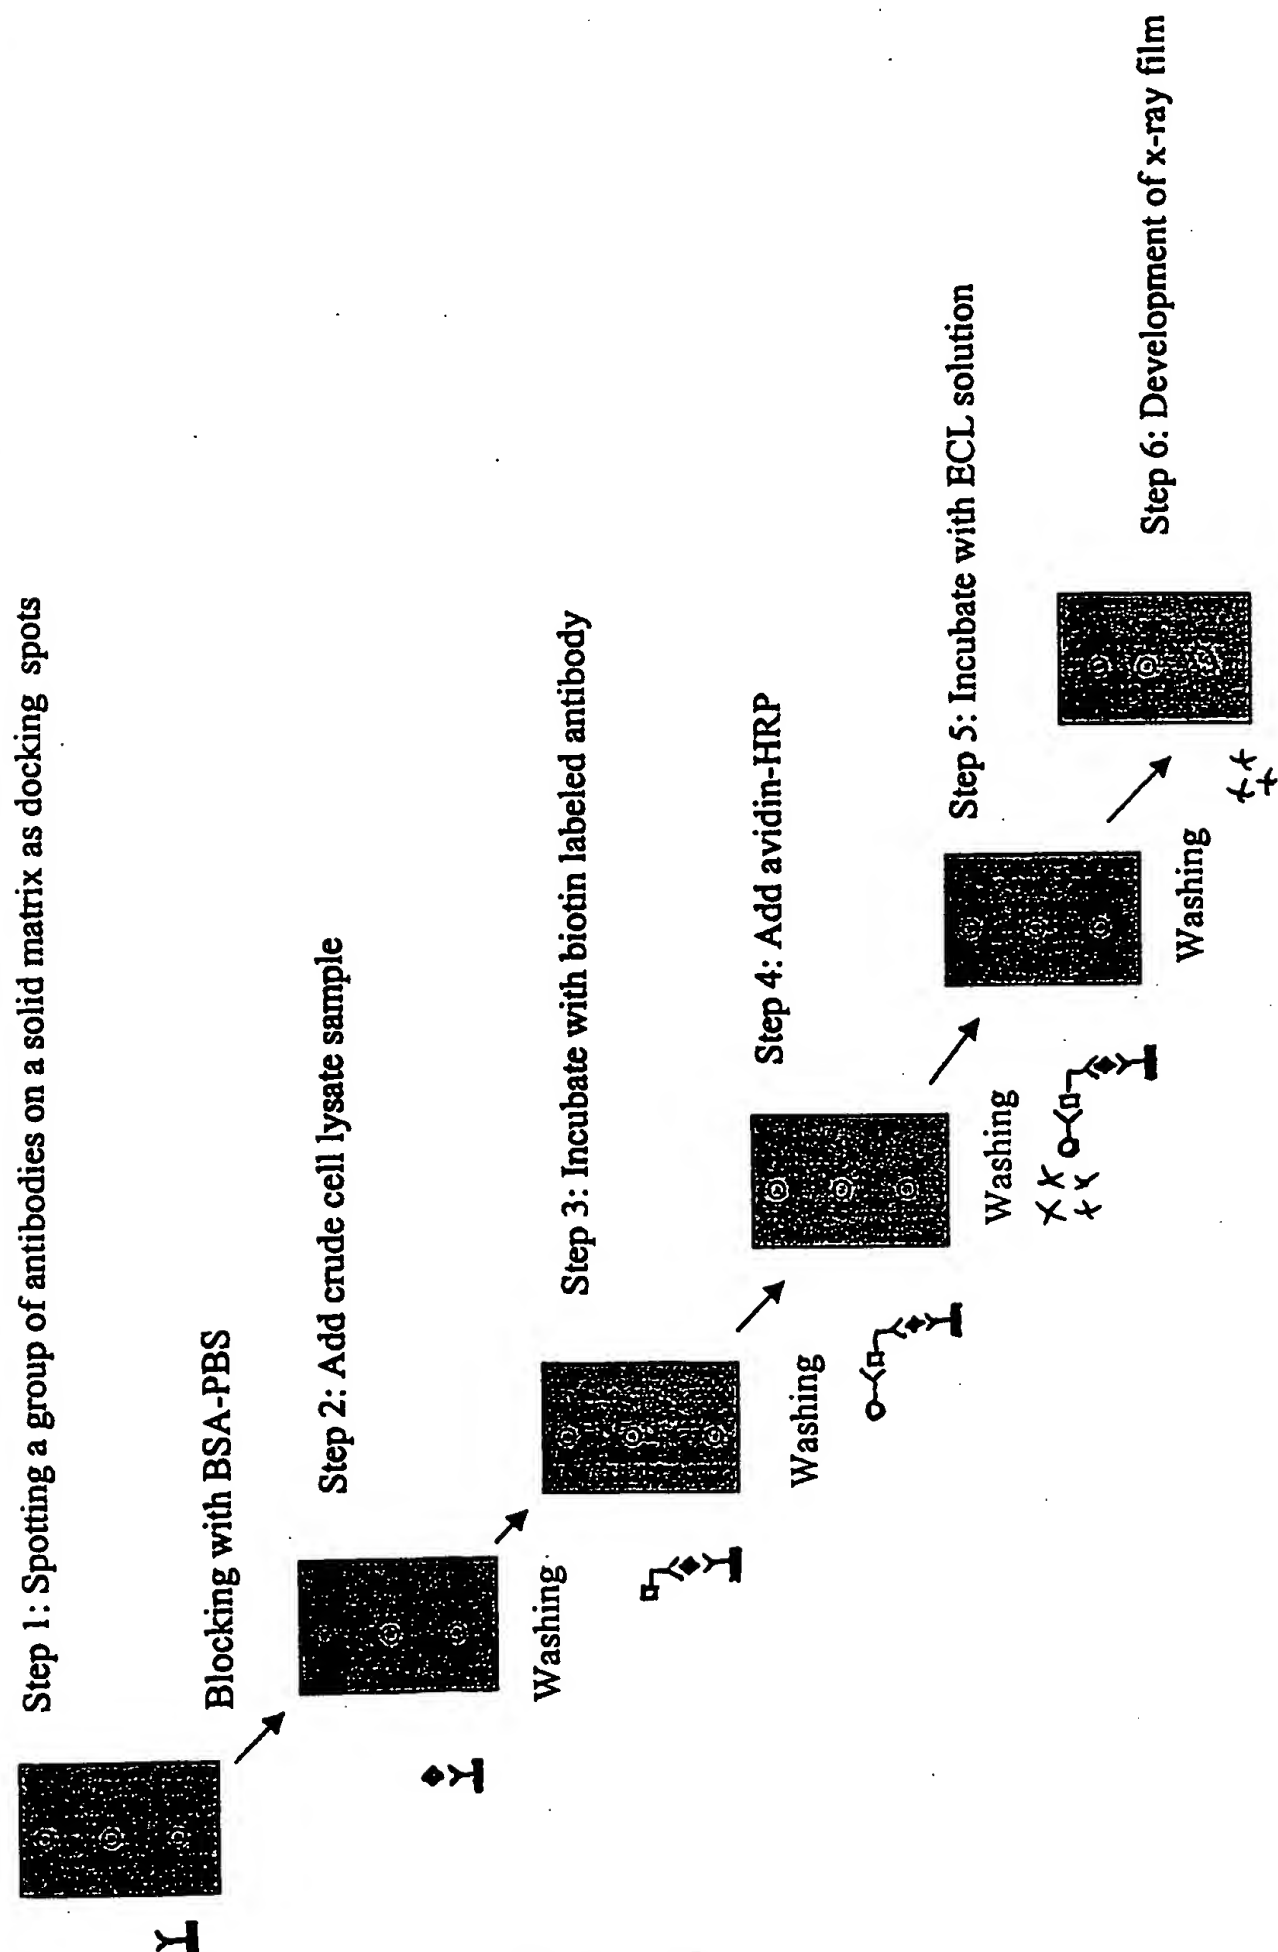 Step 1: Spotting a group of antibodies on a solid matrix as docking spots
Blocking with BSA-PBS
Step 2: Add crude cell lysate sample
Washing
Step 3: Incubate with biotin labeled antibody
Washing
Step 4: Add avidin-HRP
Washing
Step 5: Incubate with ECL solution
Washing
Step 6: Development of x-ray film